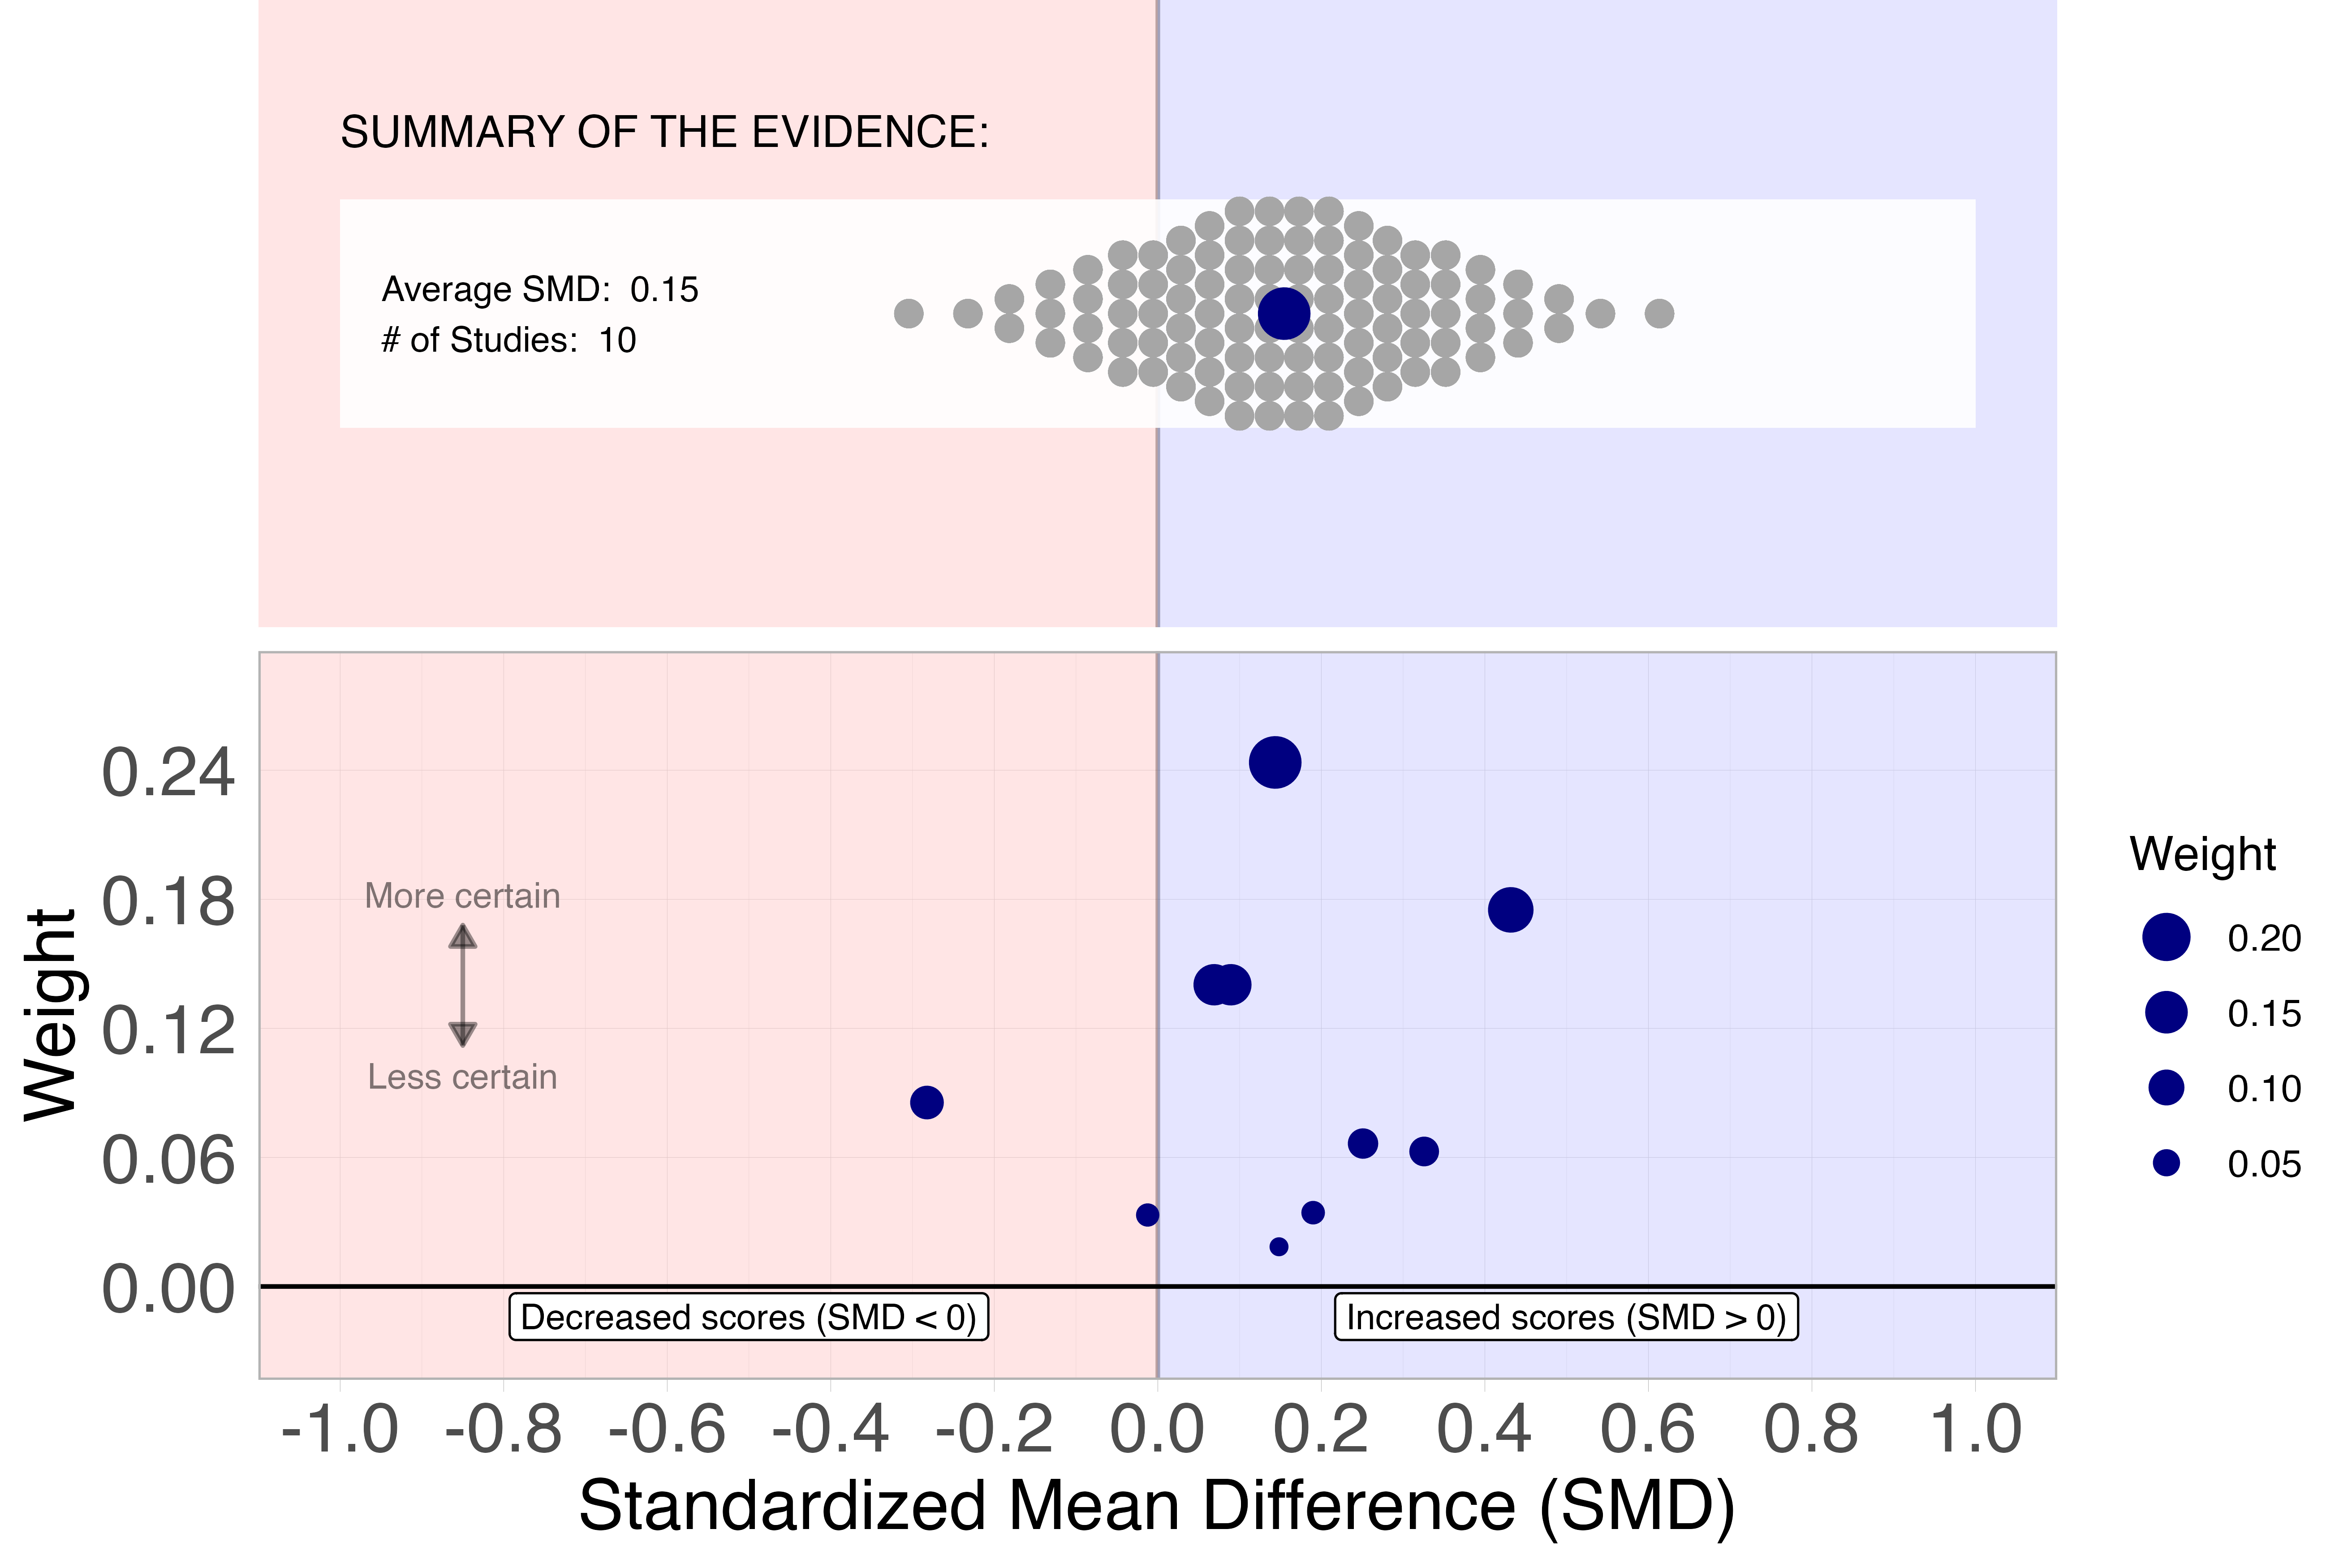 SUMMARY OF THE EVIDENCE:
Average SMD:  0.15
# of Studies:  10
Weight
0.24
0.18
0.12
0.06
0.00
More certain
Less certain
Decreased scores (SMD < 0)
Increased scores (SMD > 0)
-1.0
-0.8
-0.6
-0.4
-0.2
0.0
0.2
0.4
0.6
0.8
1.0
Standardized Mean Difference (SMD)
Weight
0.20
0.15
0.10
0.05